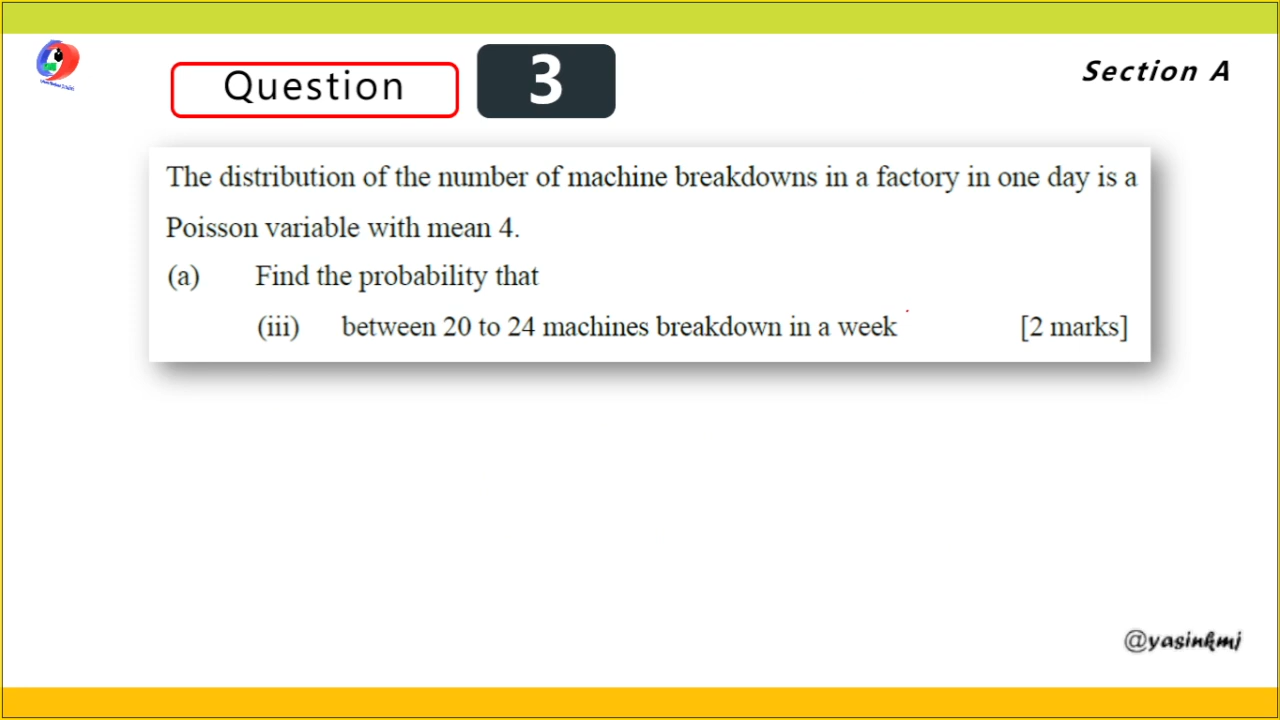 Question 3
Section A
The distribution of the number of machine breakdowns in a factory in one day is a
Poisson variable with mean 4.
(a) Find the probability that
(iii) between 20 to 24 machines breakdown in a week [2 marks]
@yasinkmj